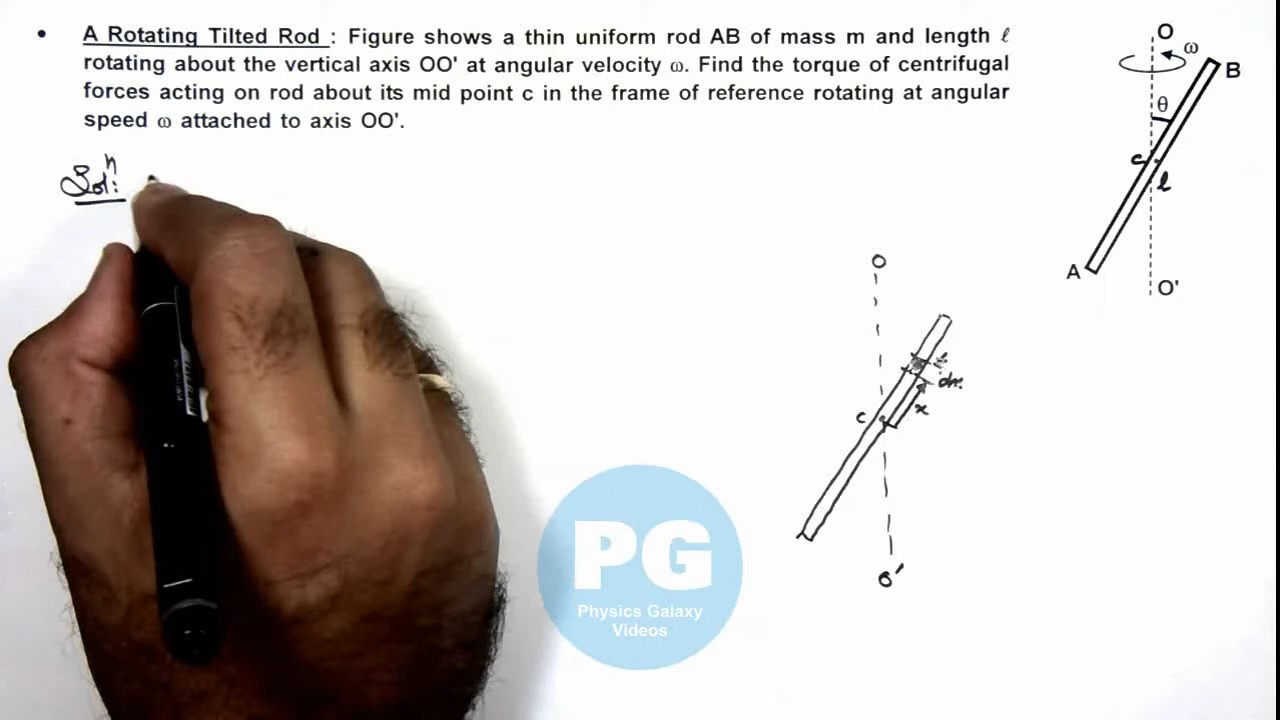 • A Rotating Tilted Rod : Figure shows a thin uniform rod AB of mass m and length ℓ
rotating about the vertical axis OO' at angular velocity ω. Find the torque of centrifugal
forces acting on rod about its mid point c in the frame of reference rotating at angular
speed ω attached to axis OO'.
O
ω
B
θ
c
l
A
O'
Solⁿ:
O
dx
x
c
O'
PG
Physics Galaxy
Videos